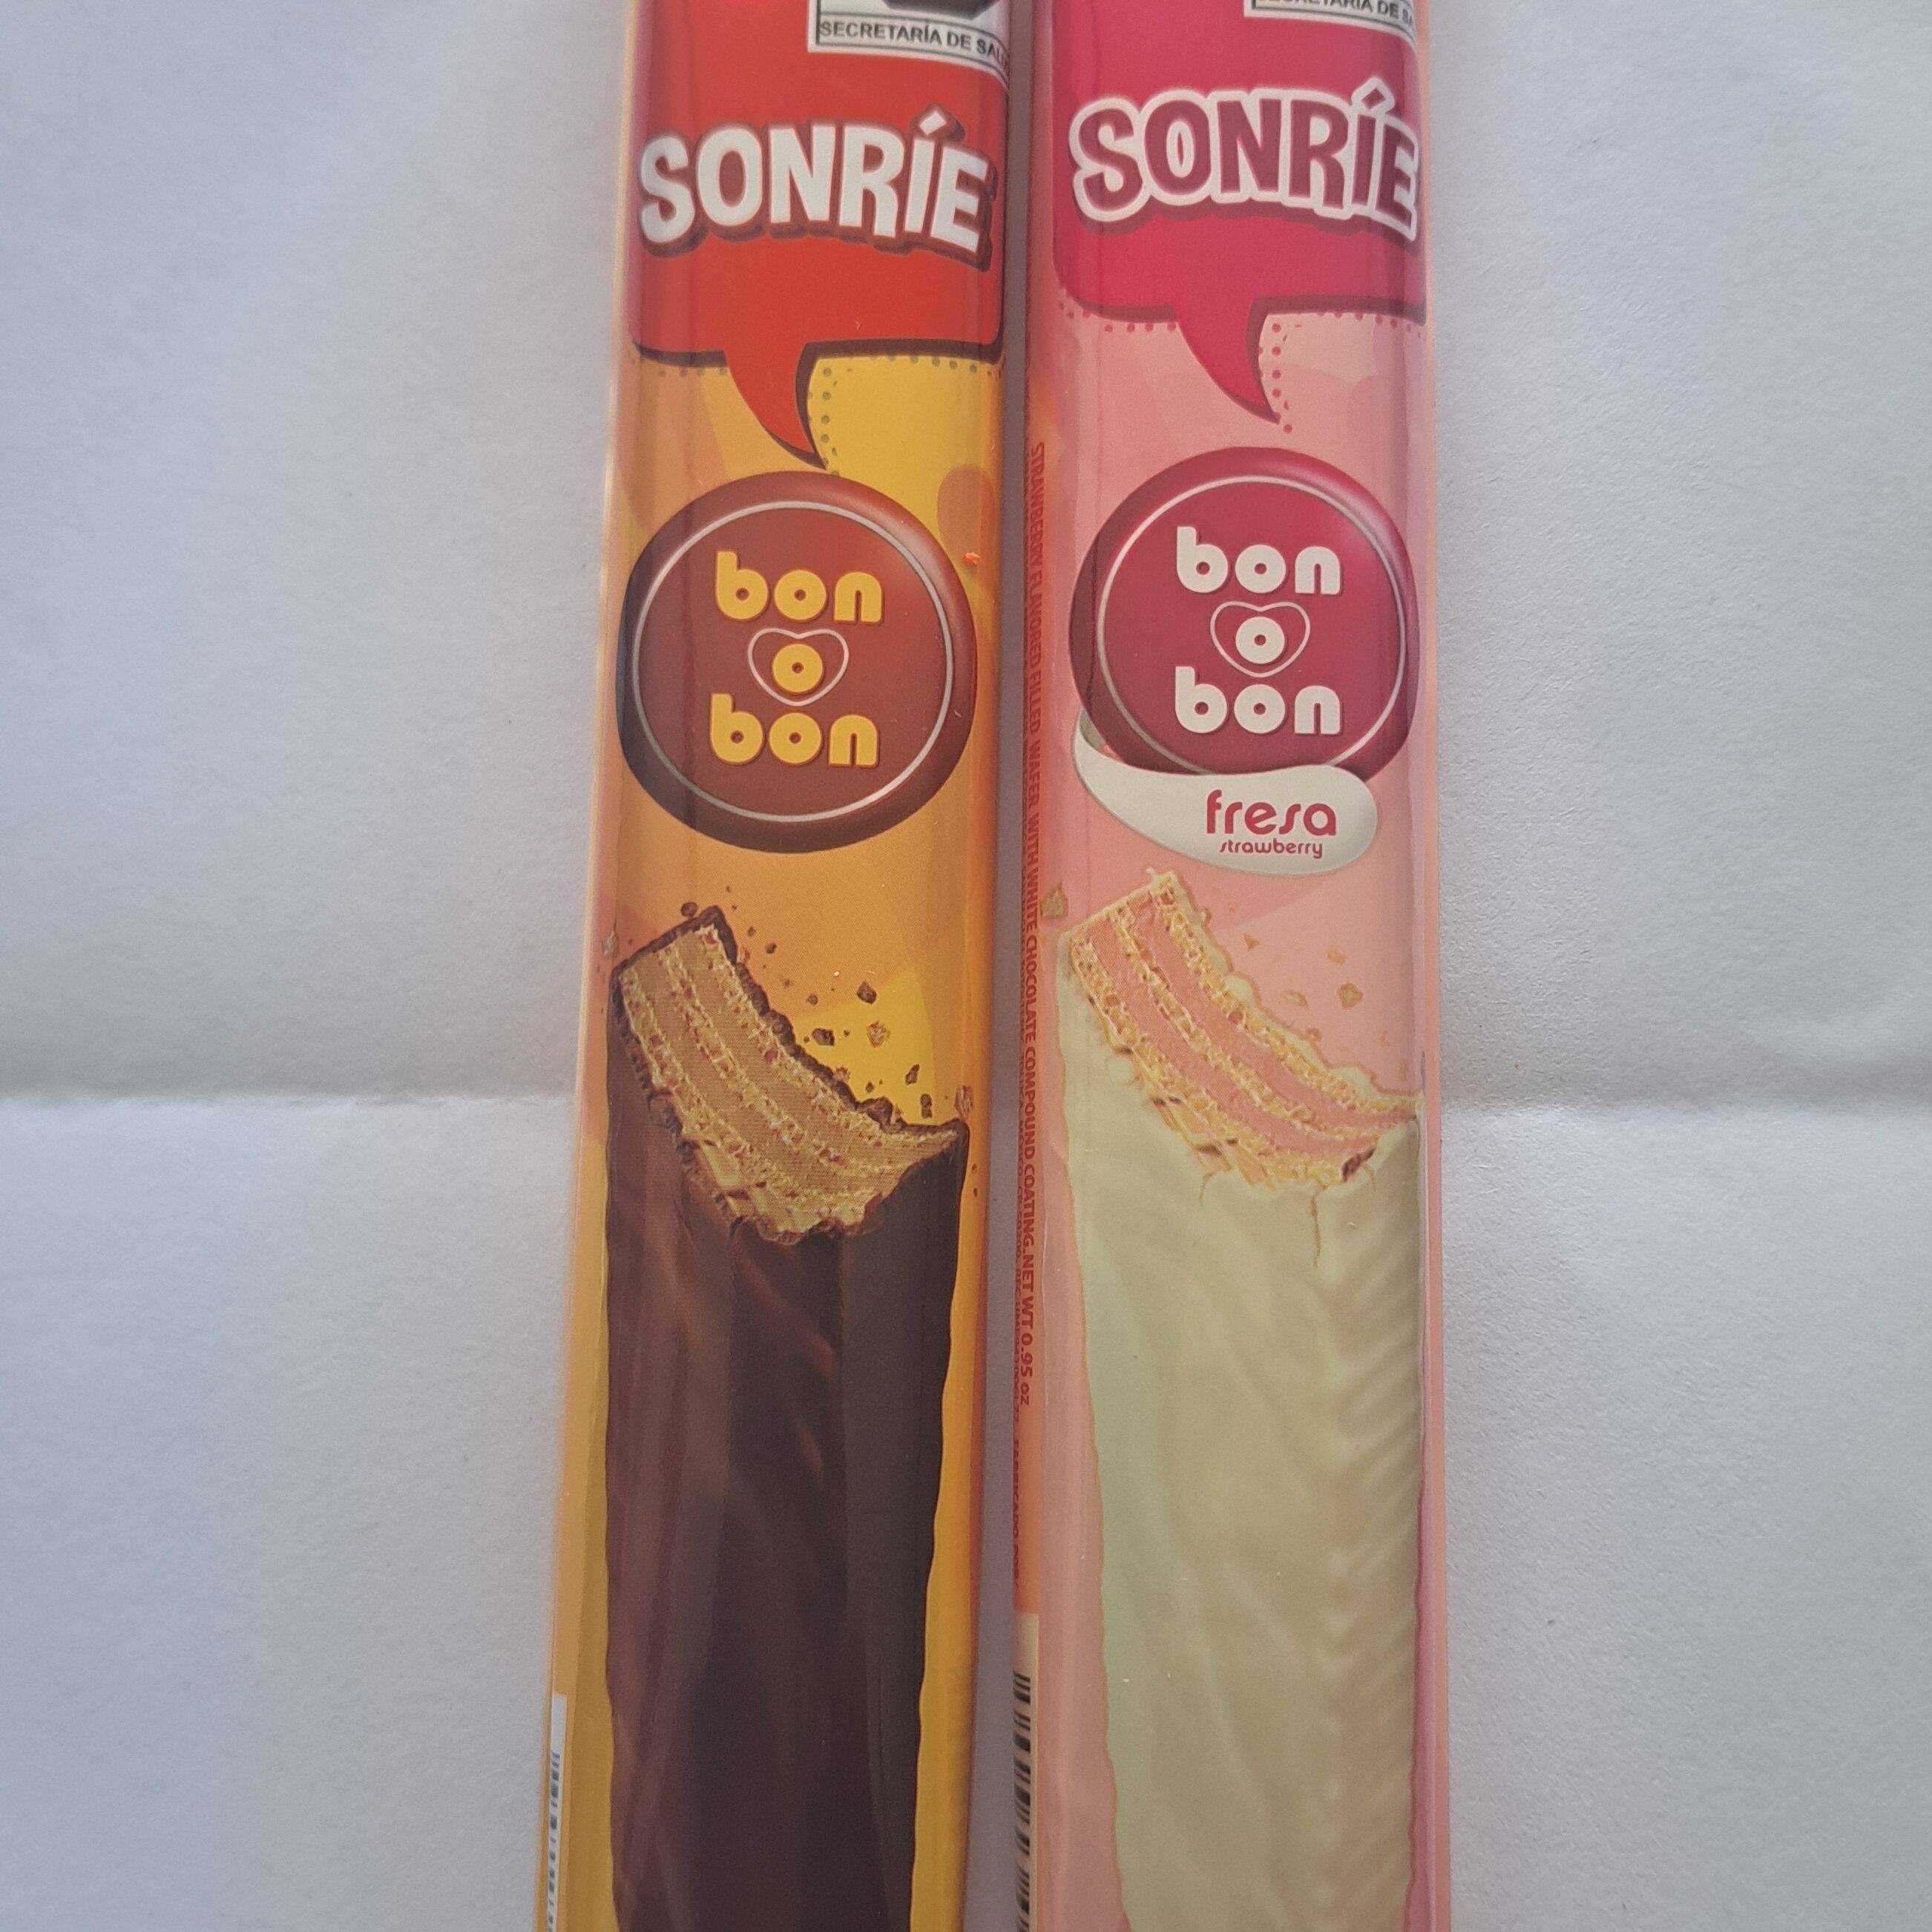 SECRETARÍA DE SALUD
SONRÍE
bon
o
bon
SECRETARÍA DE SA
SONRÍE
bon
o
bon
fresa
strawberry
STRAWBERRY FLAVORED FILLED WAFER WITH WHITE CHOCOLATE COMPOUND COATING.NET WT 0.95 oz